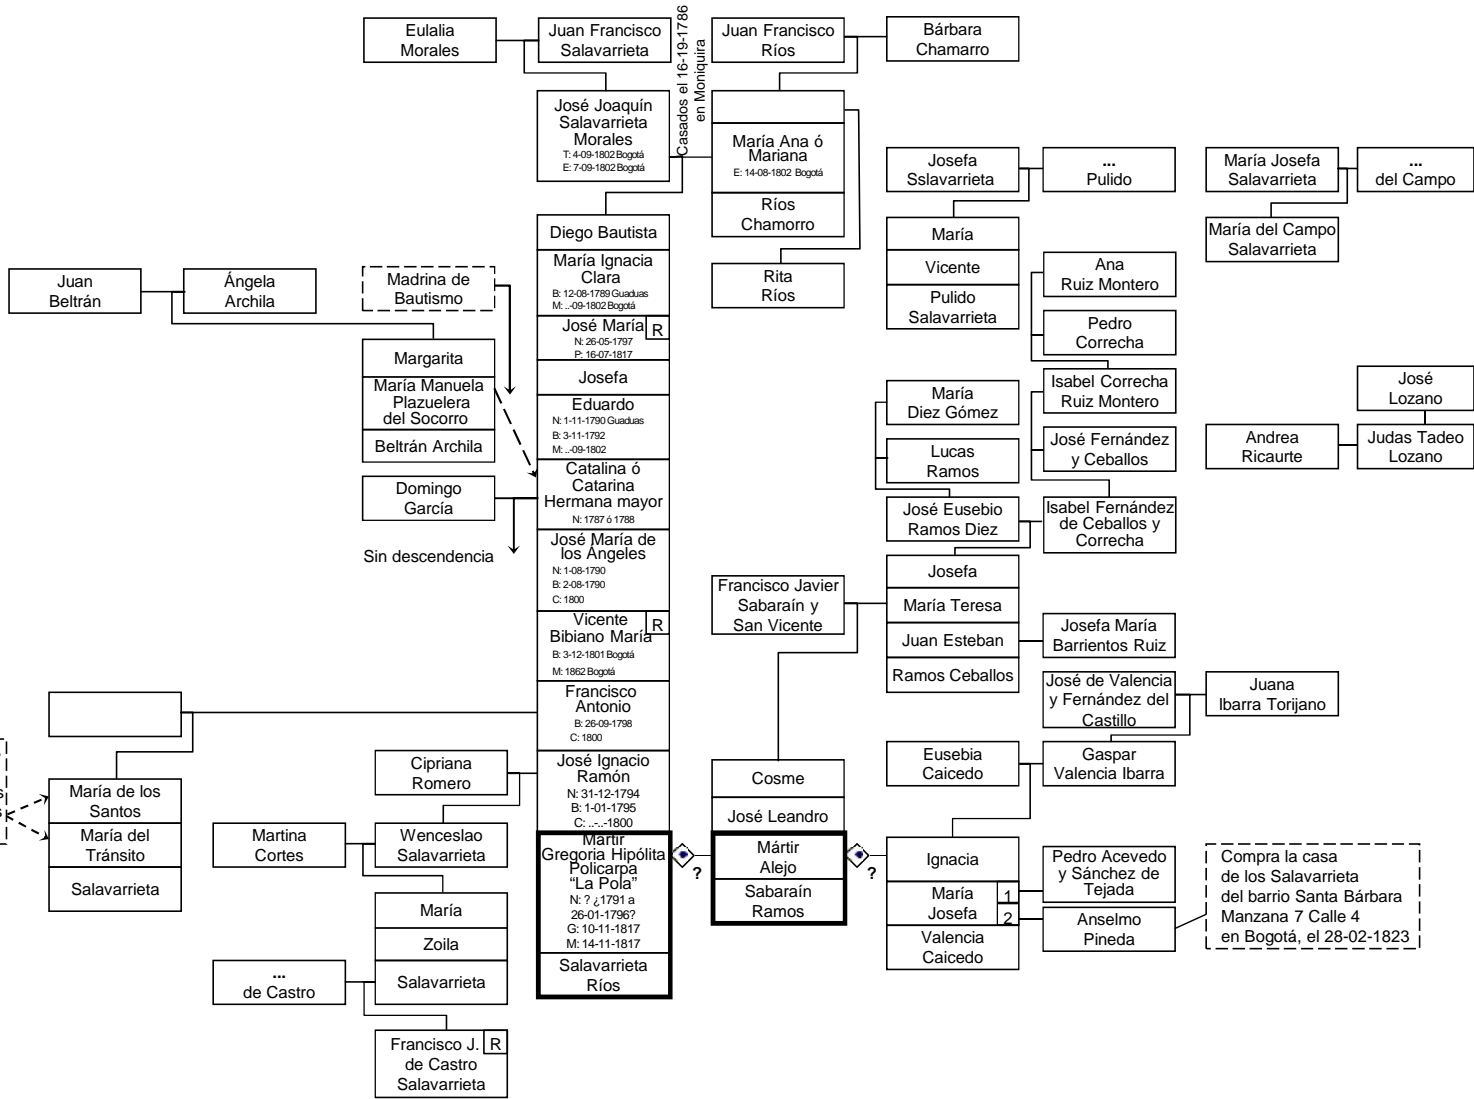 Eulalia
Morales
Juan Francisco
Salavarrieta
Casados el 16-19-1786
en Moniquira
Juan Francisco
Ríos
Bárbara
Chamarro
José Joaquín
Salavarrieta
Morales
T: 4-09-1802 Bogotá
E: 7-09-1802 Bogotá
María Ana ó
Mariana
E: 14-08-1802 Bogotá
Ríos
Chamorro
Rita
Ríos
Josefa
Sslavarrieta
...
Pulido
María
Vicente
Pulido
Salavarrieta
María Josefa
Salavarrieta
...
del Campo
María del Campo
Salavarrieta
Juan
Beltrán
Ángela
Archila
Madrina de
Bautismo
Margarita
María Manuela
Plazuelera
del Socorro
Beltrán Archila
Domingo
García
Sin descendencia
Diego Bautista
María Ignacia
Clara
B: 12-08-1789 Guaduas
M: ..-09-1802 Bogotá
José María
R
N: 26-05-1797
P: 16-07-1817
Josefa
Eduardo
N: 1-11-1790 Guaduas
B: 3-11-1792
M: ..-09-1802
Catalina ó
Catarina
Hermana mayor
N: 1787 ó 1788
José María de
los Ángeles
N: 1-08-1790
B: 2-08-1790
C: 1800
Vicente
R
Bibiano María
B: 3-12-1801 Bogotá
M: 1862 Bogotá
Francisco
Antonio
B: 26-09-1798
C: 1800
José Ignacio
Ramón
N: 31-12-1794
B: 1-01-1795
C: ..-..-1800
Mártir
Gregoria Hipólita
Policarpa
“La Pola”
N: ? ¿1791 a
26-01-1796?
G: 10-11-1817
M: 14-11-1817
Salavarrieta
Ríos
?
Ana
Ruiz Montero
Pedro
Correcha
Isabel Correcha
Ruiz Montero
José Fernández
y Ceballos
Isabel Fernández
de Ceballos y
Correcha
María
Diez Gómez
Lucas
Ramos
José Eusebio
Ramos Diez
José
Lozano
Andrea
Ricaurte
Judas Tadeo
Lozano
Francisco Javier
Sabaraín y
San Vicente
Josefa
María Teresa
Juan Esteban
Ramos Ceballos
Josefa María
Barrientos Ruiz
José de Valencia
y Fernández del
Castillo
Juana
Ibarra Torijano
Eusebia
Caicedo
Gaspar
Valencia Ibarra
Cosme
José Leandro
Mártir
Alejo
Sabaraín
Ramos
?
Ignacia
María
Josefa
1
2
Valencia
Caicedo
Pedro Acevedo
y Sánchez de
Tejada
Anselmo
Pineda
Compra la casa
de los Salavarrieta
del barrio Santa Bárbara
Manzana 7 Calle 4
en Bogotá, el 28-02-1823
María de los
Santos
María del
Tránsito
Salavarrieta
Cipriana
Romero
Martina
Cortes
Wenceslao
Salavarrieta
María
Zoila
Salavarrieta
...
de Castro
Francisco J.
R
de Castro
Salavarrieta